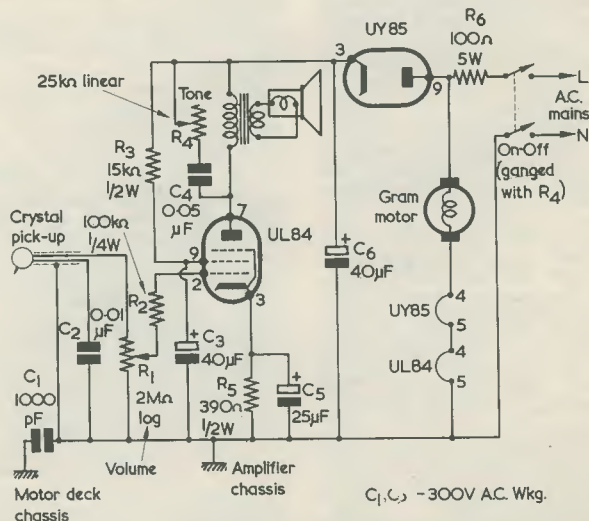 UY85
R6
100Ω
5W
3
9
L
A.C.
mains
N
On-Off
(ganged
with R4)
25kΩ linear
Tone
R4
R3
15kΩ
1/2W
C4
0·05
μF
7
UL84
Gram
motor
Crystal
pick-up
100kΩ
1/4W
9
2
3
+
C6
40μF
0·01
μF
C2
R2
UY85
4
5
4
UL84
5
+
C3
40μF
C1
1000
pF
R1
2MΩ
log
R5
390Ω
1/2W
+
C5
25μF
Volume
Amplifier
chassis
Motor deck
chassis
-300V A.C. Wkg.